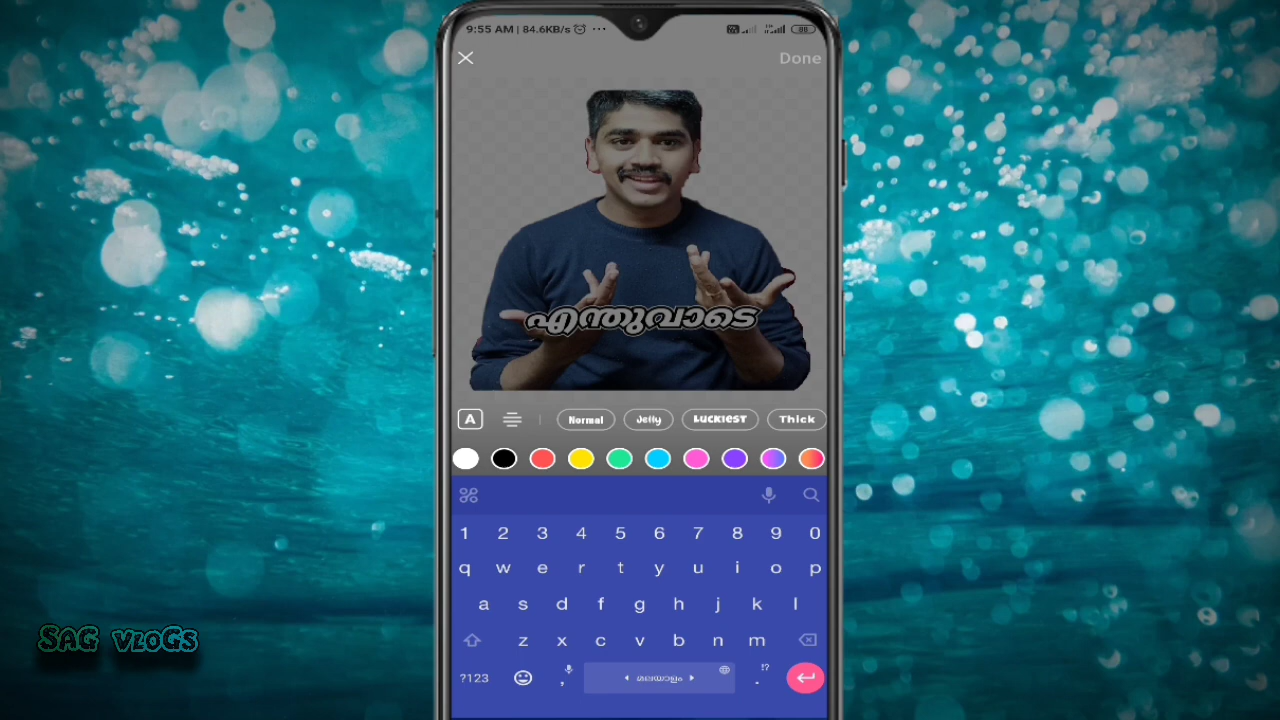 9:55 AM | 84.6KB/s ...
88
Done
എന്തുവാടെ
A
Normal Jelly LUCKIEST Thick
1 2 3 4 5 6 7 8 9 0
q w e r t y u i o p
a s d f g h j k l
z x c v b n m
?123 , മലയാളം . !?
SAG VLOGS